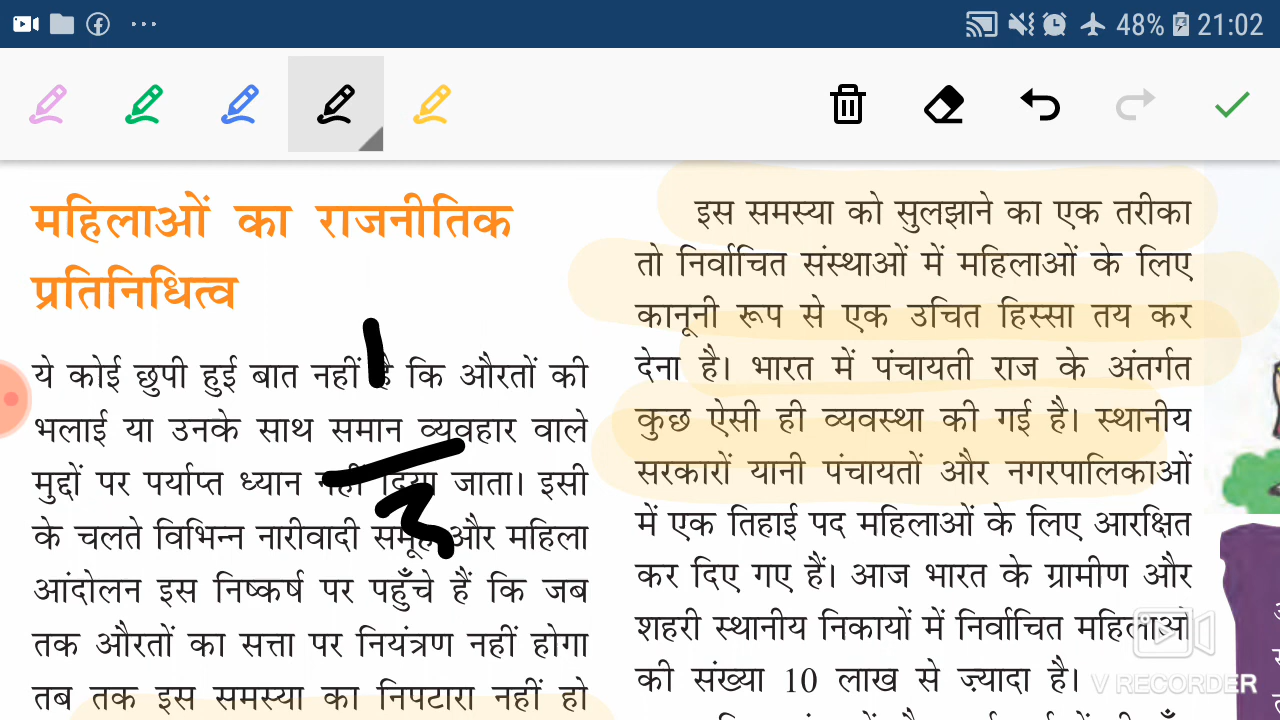 48% 21:02
महिलाओं का राजनीतिक
प्रतिनिधित्व
ये कोई छुपी हुई बात नहीं है कि औरतों की
भलाई या उनके साथ समान व्यवहार वाले
मुद्दों पर पर्याप्त ध्यान नहीं दिया जाता। इसी
के चलते विभिन्न नारीवादी समूह और महिला
आंदोलन इस निष्कर्ष पर पहुँचे हैं कि जब
तक औरतों का सत्ता पर नियंत्रण नहीं होगा
तब तक इस समस्या का निपटारा नहीं हो
1
3
इस समस्या को सुलझाने का एक तरीका
तो निर्वाचित संस्थाओं में महिलाओं के लिए
कानूनी रूप से एक उचित हिस्सा तय कर
देना है। भारत में पंचायती राज के अंतर्गत
कुछ ऐसी ही व्यवस्था की गई है। स्थानीय
सरकारों यानी पंचायतों और नगरपालिकाओं
में एक तिहाई पद महिलाओं के लिए आरक्षित
कर दिए गए हैं। आज भारत के ग्रामीण और
शहरी स्थानीय निकायों में निर्वाचित महिलाओं
की संख्या 10 लाख से ज़्यादा है।
V RECORDER